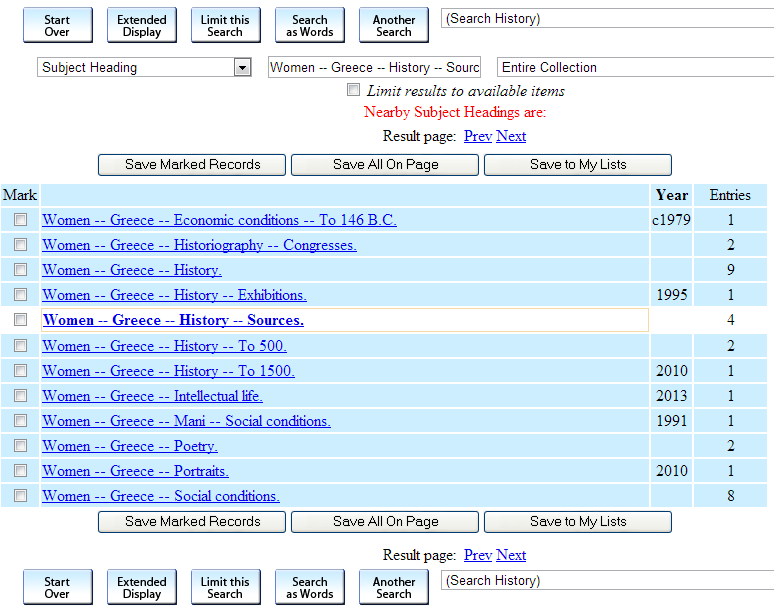 Start Over Extended Display Limit this Search Search as Words Another Search (Search History)
Subject Heading Women -- Greece -- History -- Sourc Entire Collection
Limit results to available items
Nearby Subject Headings are:
Result page: Prev Next
Save Marked Records Save All On Page Save to My Lists
Mark Year Entries
Women -- Greece -- Economic conditions -- To 146 B.C. c1979 1
Women -- Greece -- Historiography -- Congresses. 2
Women -- Greece -- History. 9
Women -- Greece -- History -- Exhibitions. 1995 1
Women -- Greece -- History -- Sources. 4
Women -- Greece -- History -- To 500. 2
Women -- Greece -- History -- To 1500. 2010 1
Women -- Greece -- Intellectual life. 2013 1
Women -- Greece -- Mani -- Social conditions. 1991 1
Women -- Greece -- Poetry. 2
Women -- Greece -- Portraits. 2010 1
Women -- Greece -- Social conditions. 8
Save Marked Records Save All On Page Save to My Lists
Result page: Prev Next
Start Over Extended Display Limit this Search Search as Words Another Search (Search History)